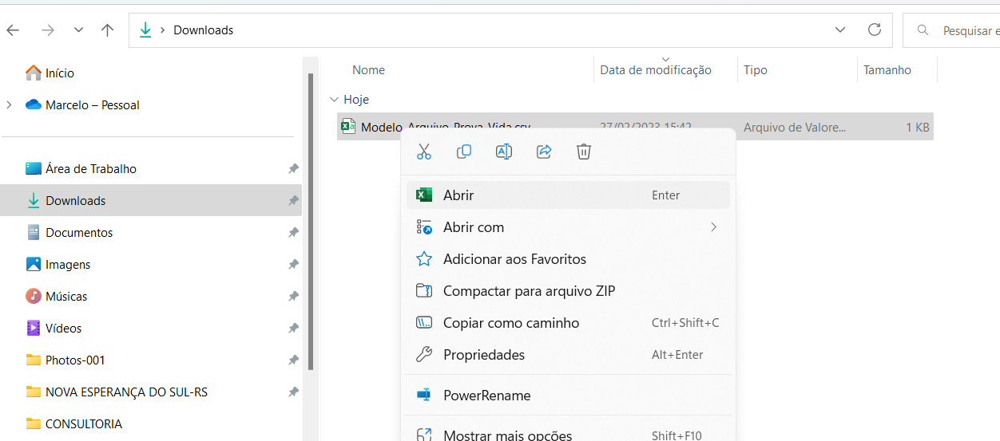 Downloads
Pesquisar e
Início
Marcelo – Pessoal
Área de Trabalho
Downloads
Documentos
Imagens
Músicas
Vídeos
Photos-001
NOVA ESPERANÇA DO SUL-RS
CONSULTORIA
Nome Data de modificação Tipo Tamanho
Hoje
Modelo_Arquivo_Prova_Vida.csv 27/02/2023 15:42 Arquivo de Valore... 1 KB
Abrir Enter
Abrir com
Adicionar aos Favoritos
Compactar para arquivo ZIP
Copiar como caminho Ctrl+Shift+C
Propriedades Alt+Enter
PowerRename
Mostrar mais opções Shift+F10